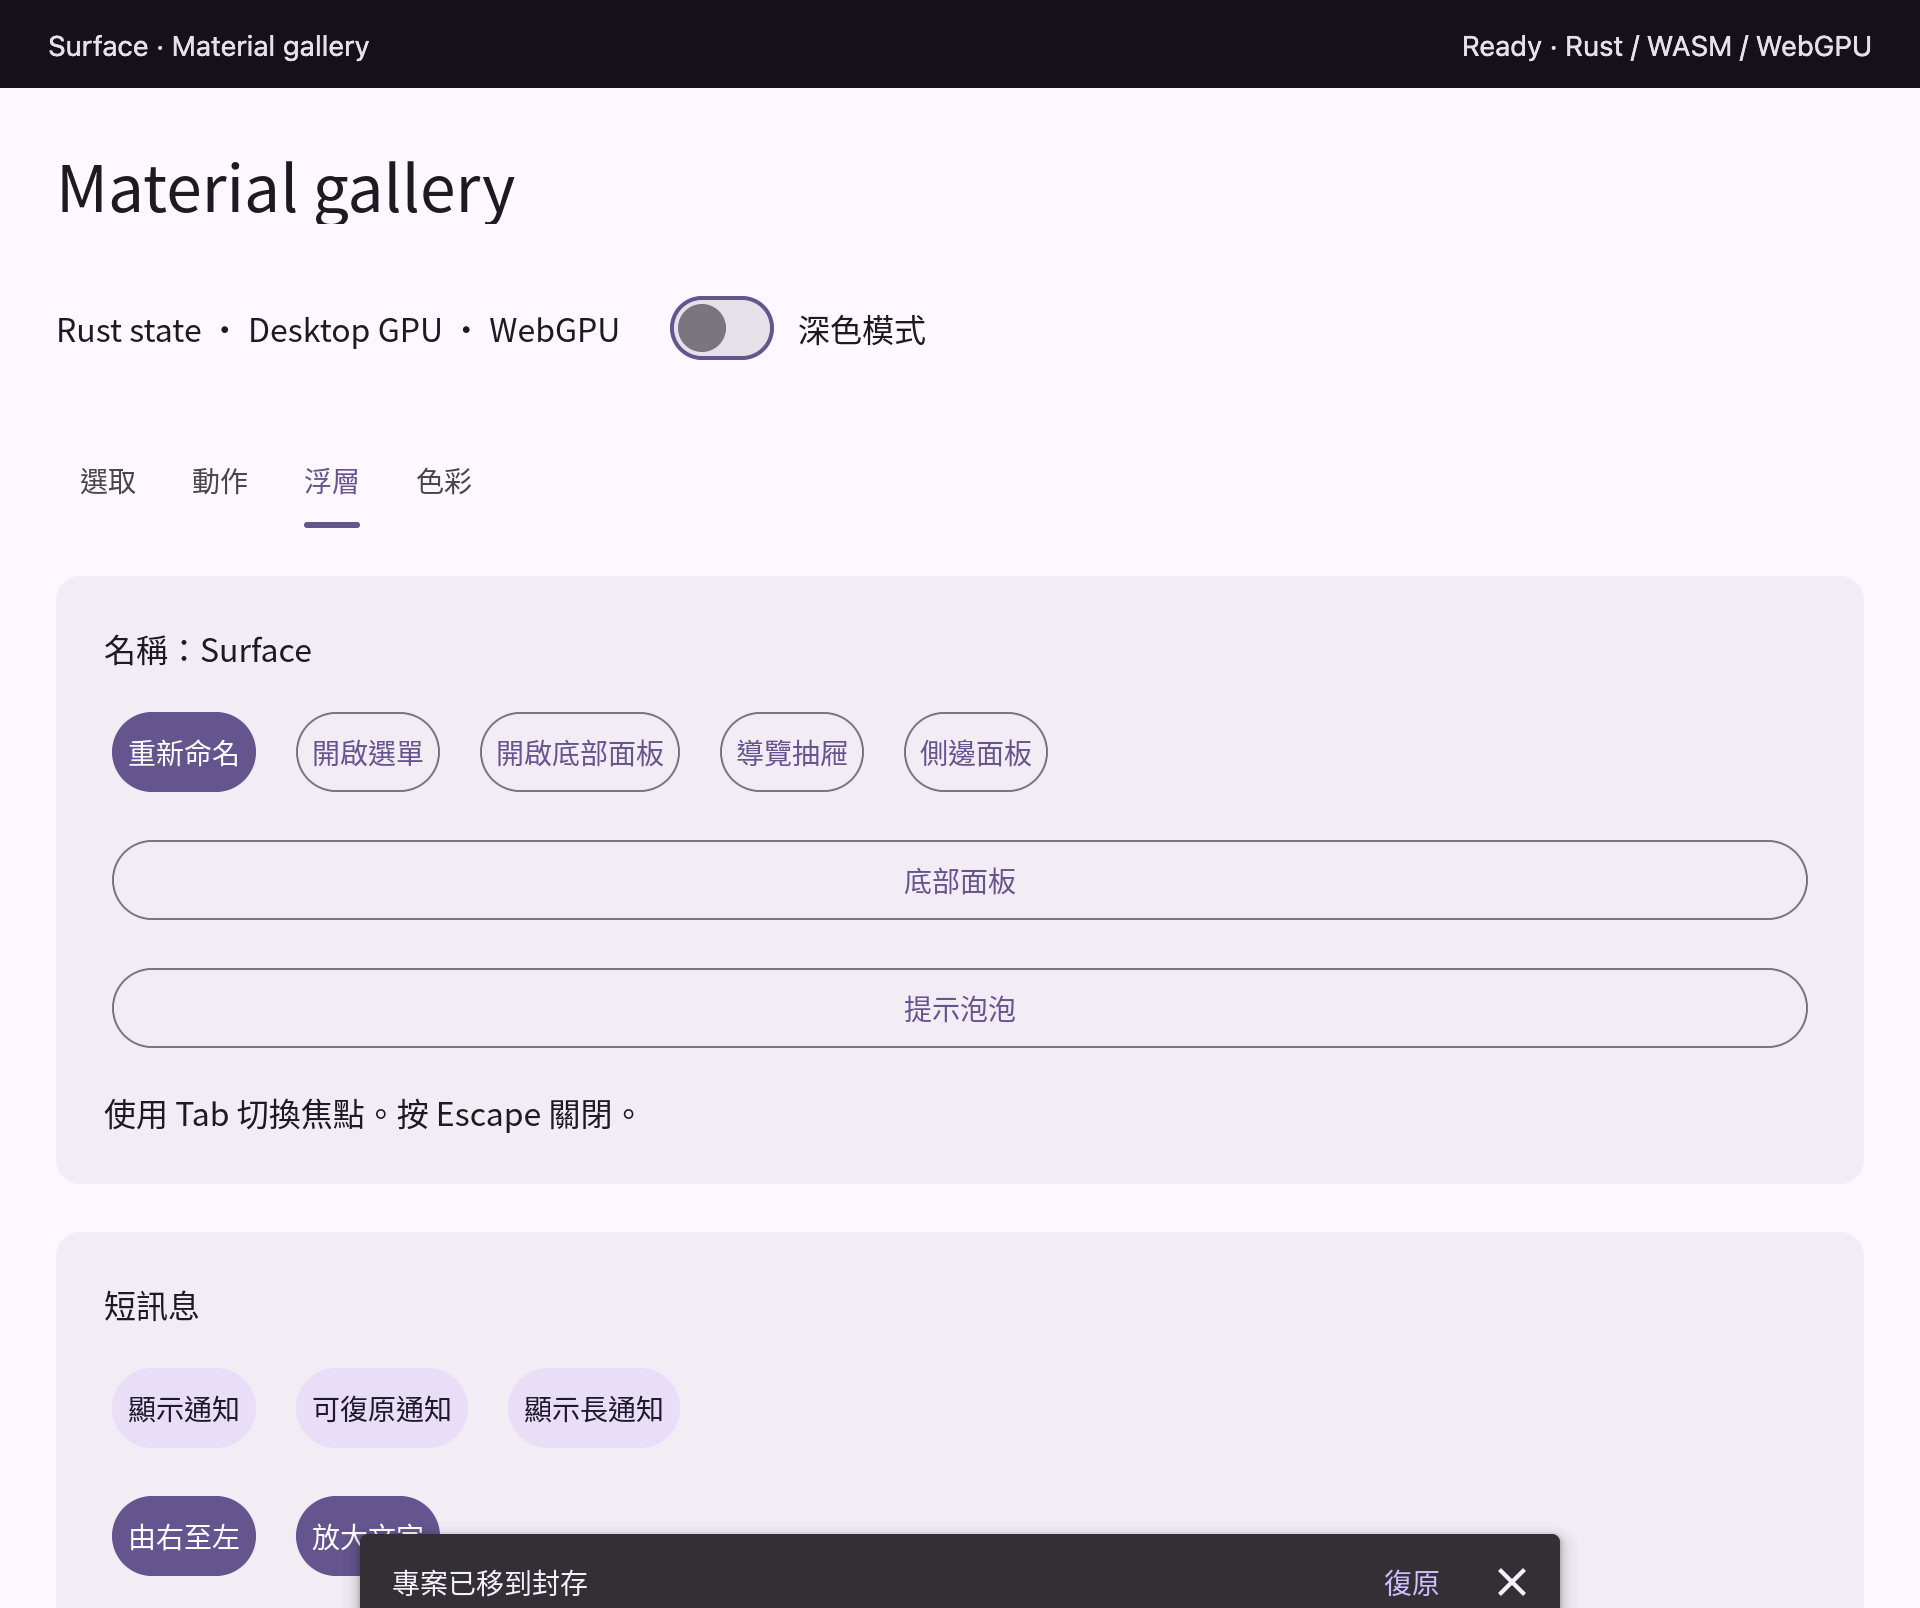 Surface · Material gallery
Ready · Rust / WASM / WebGPU
Material gallery
Rust state • Desktop GPU • WebGPU
深色模式
選取 動作 浮層 色彩
名稱：Surface
重新命名 開啟選單 開啟底部面板 導覽抽屜 側邊面板
底部面板
提示泡泡
使用 Tab 切換焦點。按 Escape 關閉。
短訊息
顯示通知 可復原通知 顯示長通知
由右至左 放大文字
專案已移到封存 復原